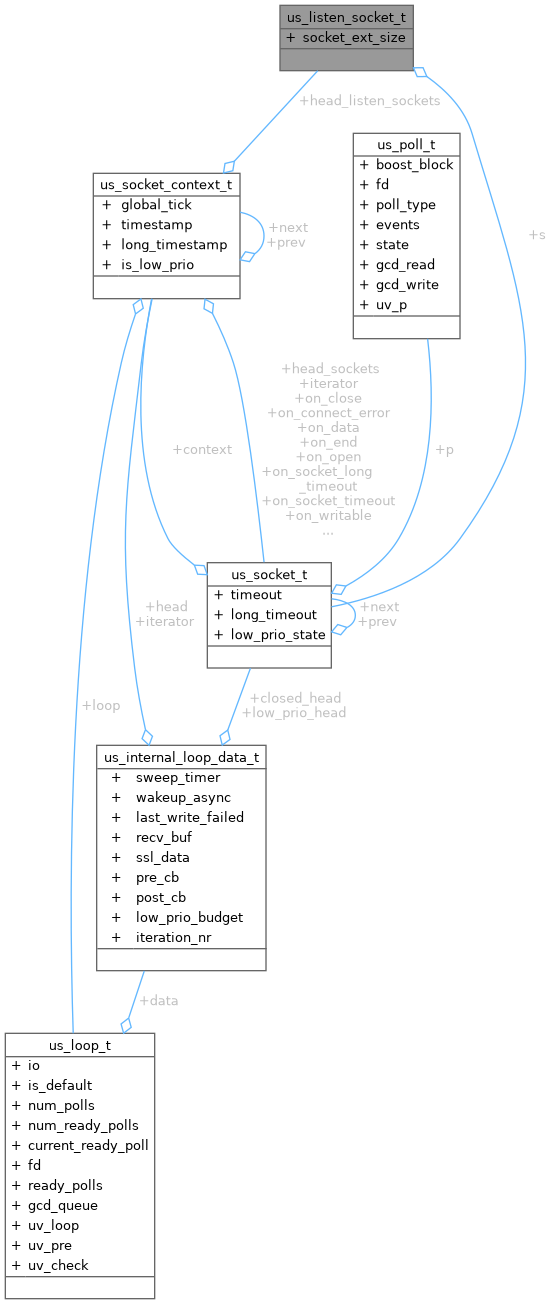 us_listen_socket_t
+ socket_ext_size
+head_listen_sockets
us_poll_t
+ boost_block
+ fd
+ poll_type
+ events
+ state
+ gcd_read
+ gcd_write
+ uv_p
us_socket_context_t
+ global_tick
+ timestamp
+ long_timestamp
+ is_low_prio
+next
+prev
+s
+head_sockets
+iterator
+on_close
+on_connect_error
+on_data
+on_end
+on_open
+on_socket_long
_timeout
+on_socket_timeout
+on_writable
...
+context
+p
us_socket_t
+ timeout
+ long_timeout
+ low_prio_state
+next
+prev
+head
+iterator
+loop
+closed_head
+low_prio_head
us_internal_loop_data_t
+ sweep_timer
+ wakeup_async
+ last_write_failed
+ recv_buf
+ ssl_data
+ pre_cb
+ post_cb
+ low_prio_budget
+ iteration_nr
+data
us_loop_t
+ io
+ is_default
+ num_polls
+ num_ready_polls
+ current_ready_poll
+ fd
+ ready_polls
+ gcd_queue
+ uv_loop
+ uv_pre
+ uv_check